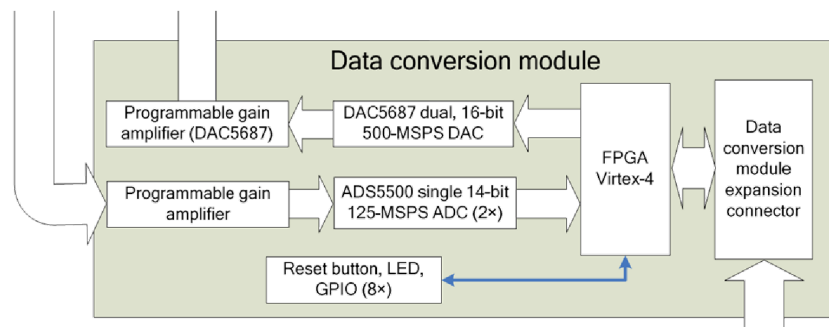 Data conversion module
Programmable gain
amplifier (DAC5687)
DAC5687 dual, 16-bit
500-MSPS DAC
FPGA
Virtex-4
Data
conversion
module
expansion
connector
Programmable gain
amplifier
ADS5500 single 14-bit
125-MSPS ADC (2×)
Reset button, LED,
GPIO (8×)